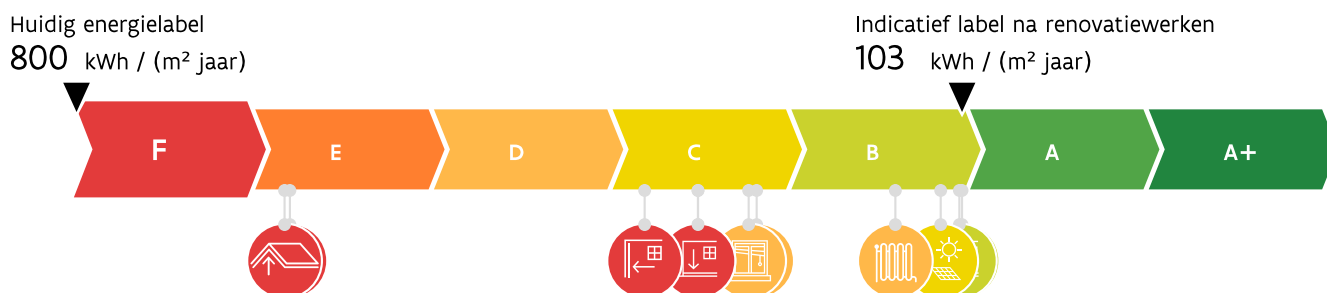 Huidig energielabel
800 kWh / (m² jaar)
Indicatief label na renovatiewerken
103 kWh / (m² jaar)
F E D C B A A+